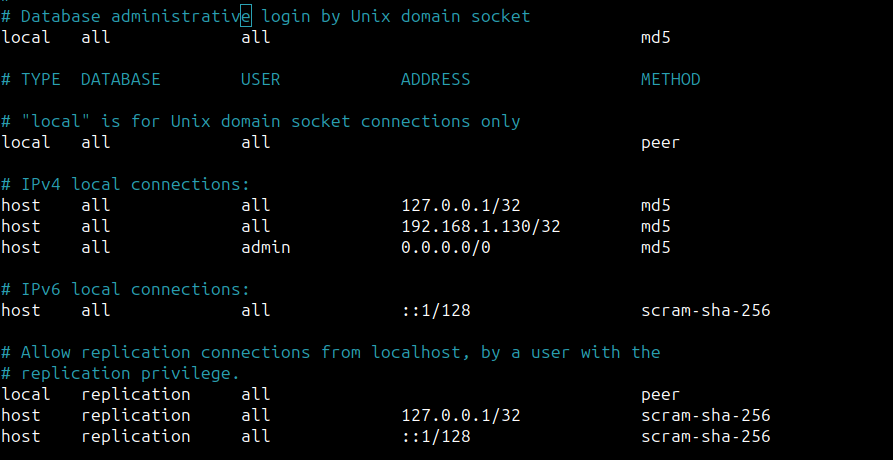 # Database administrative login by Unix domain socket
local   all             all                                     md5
# TYPE  DATABASE        USER            ADDRESS                 METHOD
# "local" is for Unix domain socket connections only
local   all             all                                     peer
# IPv4 local connections:
host    all             all             127.0.0.1/32            md5
host    all             all             192.168.1.130/32        md5
host    all             admin           0.0.0.0/0               md5
# IPv6 local connections:
host    all             all             ::1/128                 scram-sha-256
# Allow replication connections from localhost, by a user with the
# replication privilege.
local   replication     all                                     peer
host    replication     all             127.0.0.1/32            scram-sha-256
host    replication     all             ::1/128                 scram-sha-256